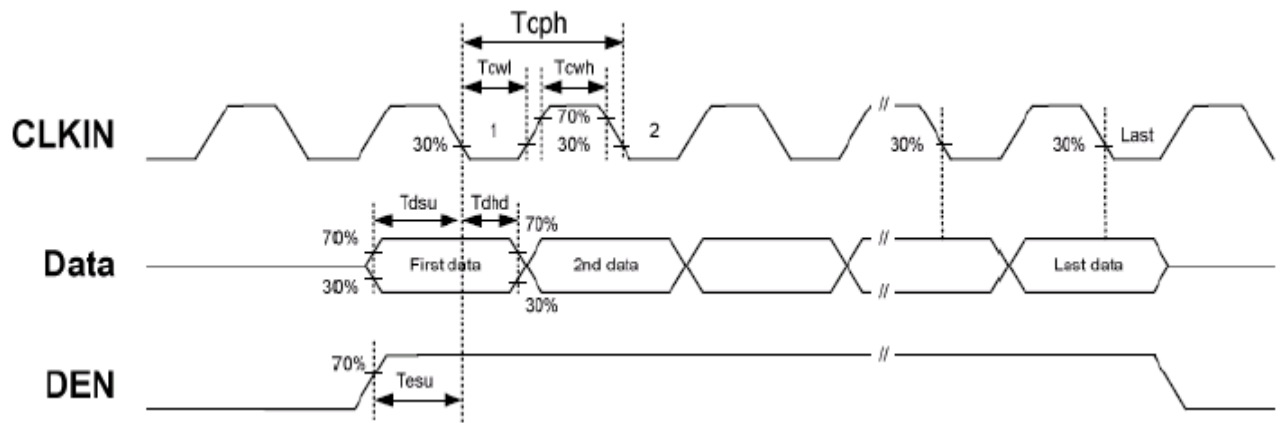 Tcph
Tcwl Tcwh
CLKIN
30% 1 70% 30% 2 // 30% 30% Last
Tdsu Tdhd
70% 70%
Data
First data 2nd data // // Last data
30% 30%
70% //
DEN
Tesu